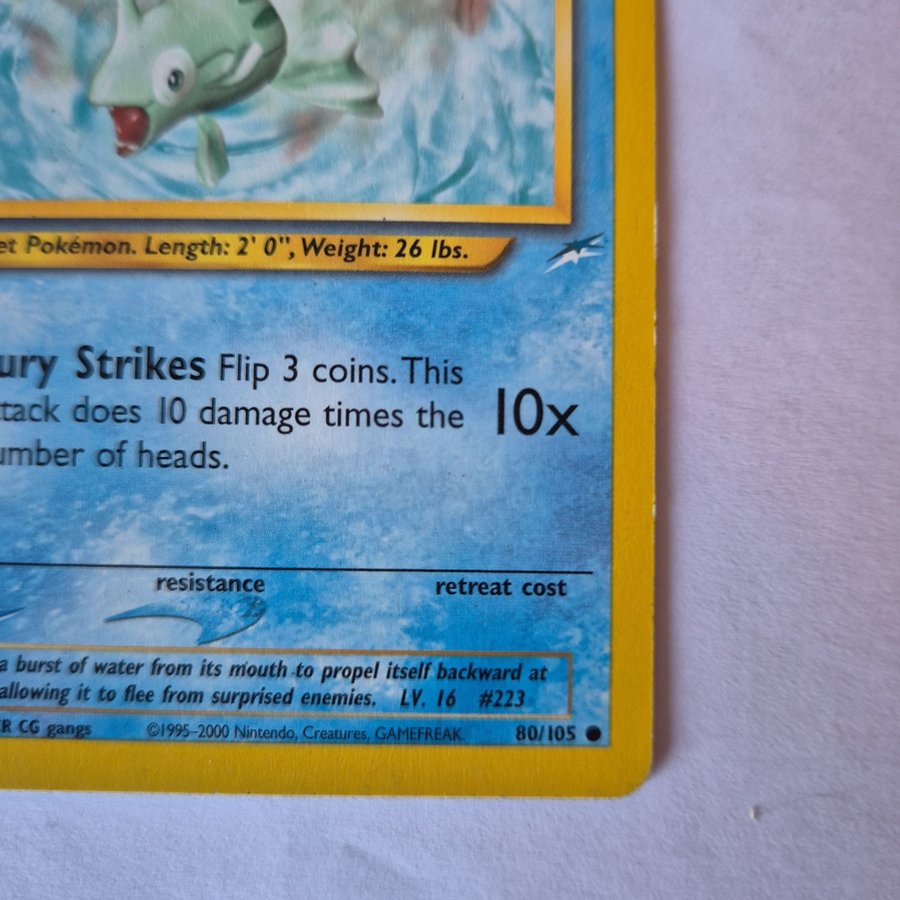 et Pokémon. Length: 2' 0", Weight: 26 lbs.
ury Strikes Flip 3 coins. This
ttack does 10 damage times the
umber of heads.
10x
resistance
retreat cost
a burst of water from its mouth to propel itself backward at
allowing it to flee from surprised enemies. LV. 16 #223
R CG gangs ©1995–2000 Nintendo, Creatures, GAMEFREAK. 80/105